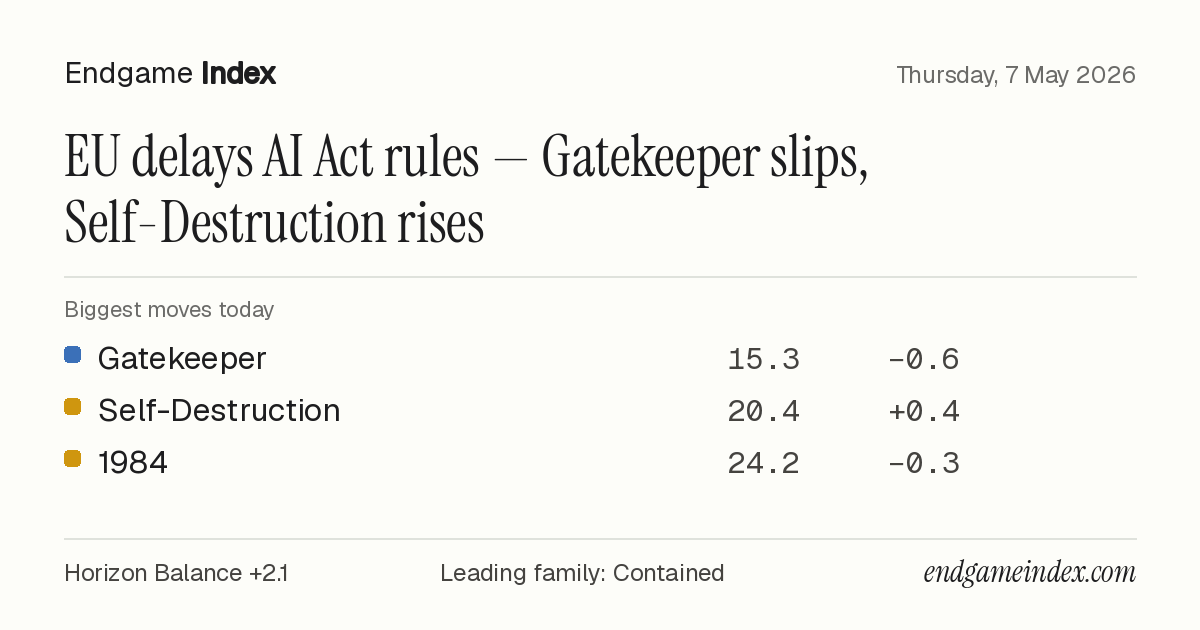 Endgame Index
Thursday, 7 May 2026
EU delays AI Act rules — Gatekeeper slips,
Self-Destruction rises
Biggest moves today
Gatekeeper 15.3 −0.6
Self-Destruction 20.4 +0.4
1984 24.2 −0.3
Horizon Balance +2.1
Leading family: Contained
endgameindex.com